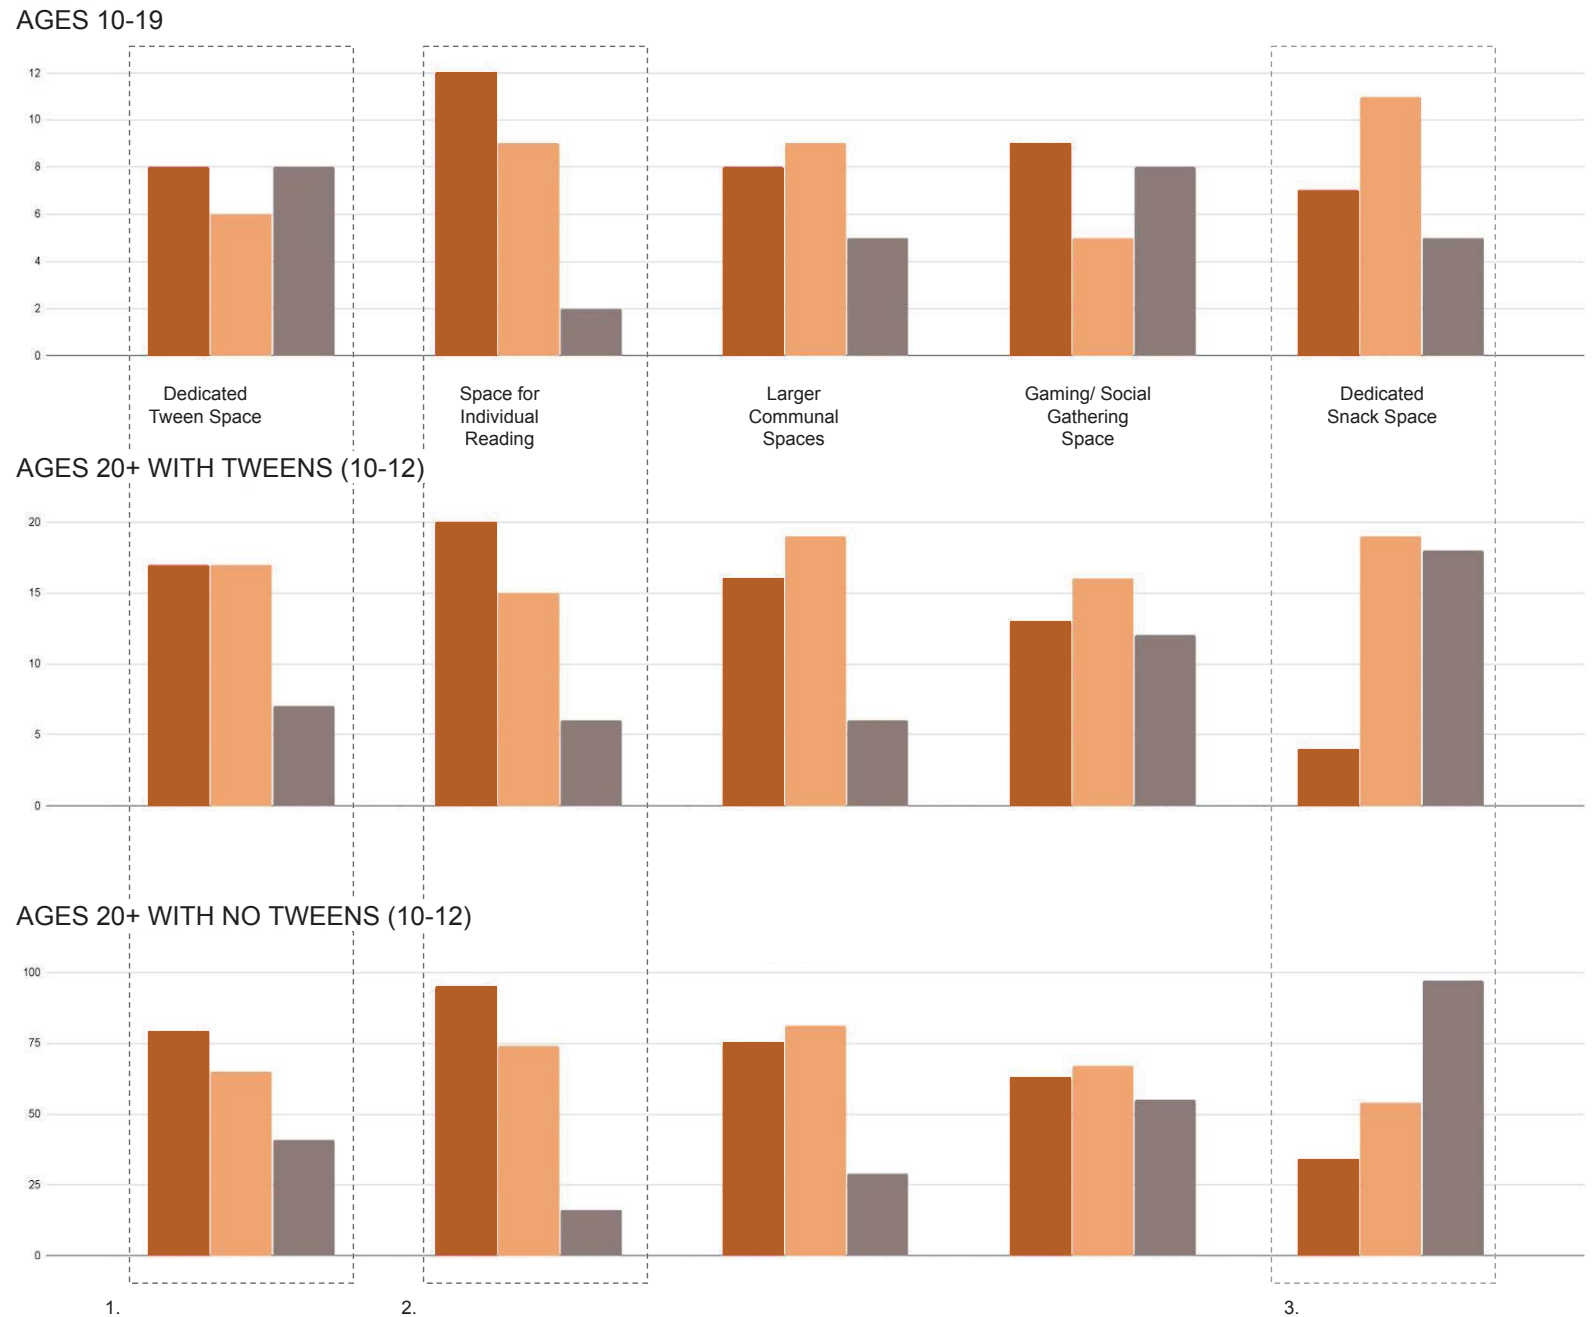 AGES 10-19
12
10
8
6
4
2
0
Dedicated
Tween Space
Space for
Individual
Reading
Larger
Communal
Spaces
Gaming/ Social
Gathering
Space
Dedicated
Snack Space
AGES 20+ WITH TWEENS (10-12)
20
15
10
5
0
AGES 20+ WITH NO TWEENS (10-12)
100
75
50
25
0
1.
2.
3.